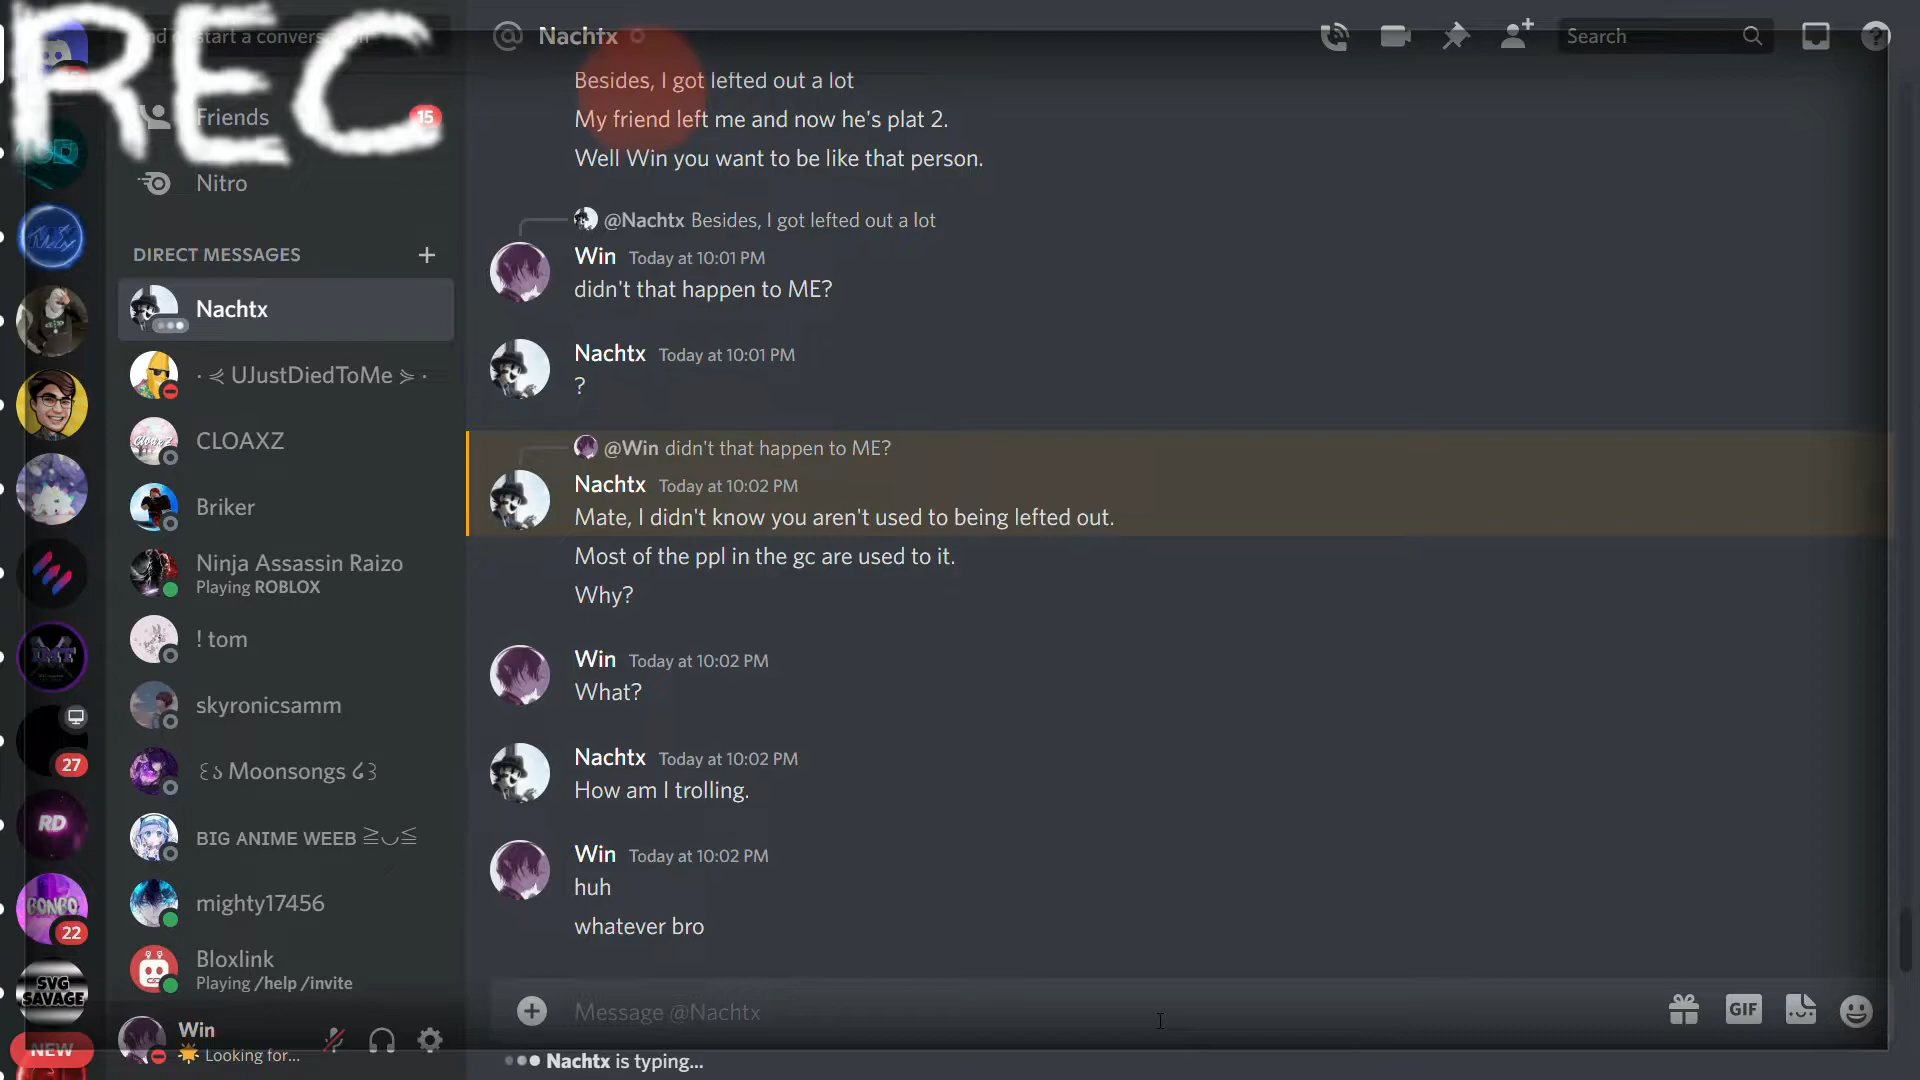 REC
start a conversation
Nachtx
Search
Friends
15
Nitro
DIRECT MESSAGES
Nachtx
· ⪪ UJustDiedToMe ⪫ ·
CLOAXZ
Briker
Ninja Assassin Raizo
Playing ROBLOX
! tom
skyronicsamm
꒰ఎ Moonsongs ໒꒱
BIG ANIME WEEB ≧◡≦
mighty17456
Bloxlink
Playing /help /invite
27
RD
BONBO
22
SVG
SAVAGE
NEW
Win
Looking for...
Besides, I got lefted out a lot
My friend left me and now he's plat 2.
Well Win you want to be like that person.
@Nachtx Besides, I got lefted out a lot
Win Today at 10:01 PM
didn't that happen to ME?
Nachtx Today at 10:01 PM
?
@Win didn't that happen to ME?
Nachtx Today at 10:02 PM
Mate, I didn't know you aren't used to being lefted out.
Most of the ppl in the gc are used to it.
Why?
Win Today at 10:02 PM
What?
Nachtx Today at 10:02 PM
How am I trolling.
Win Today at 10:02 PM
huh
whatever bro
Message @Nachtx
GIF
Nachtx is typing...